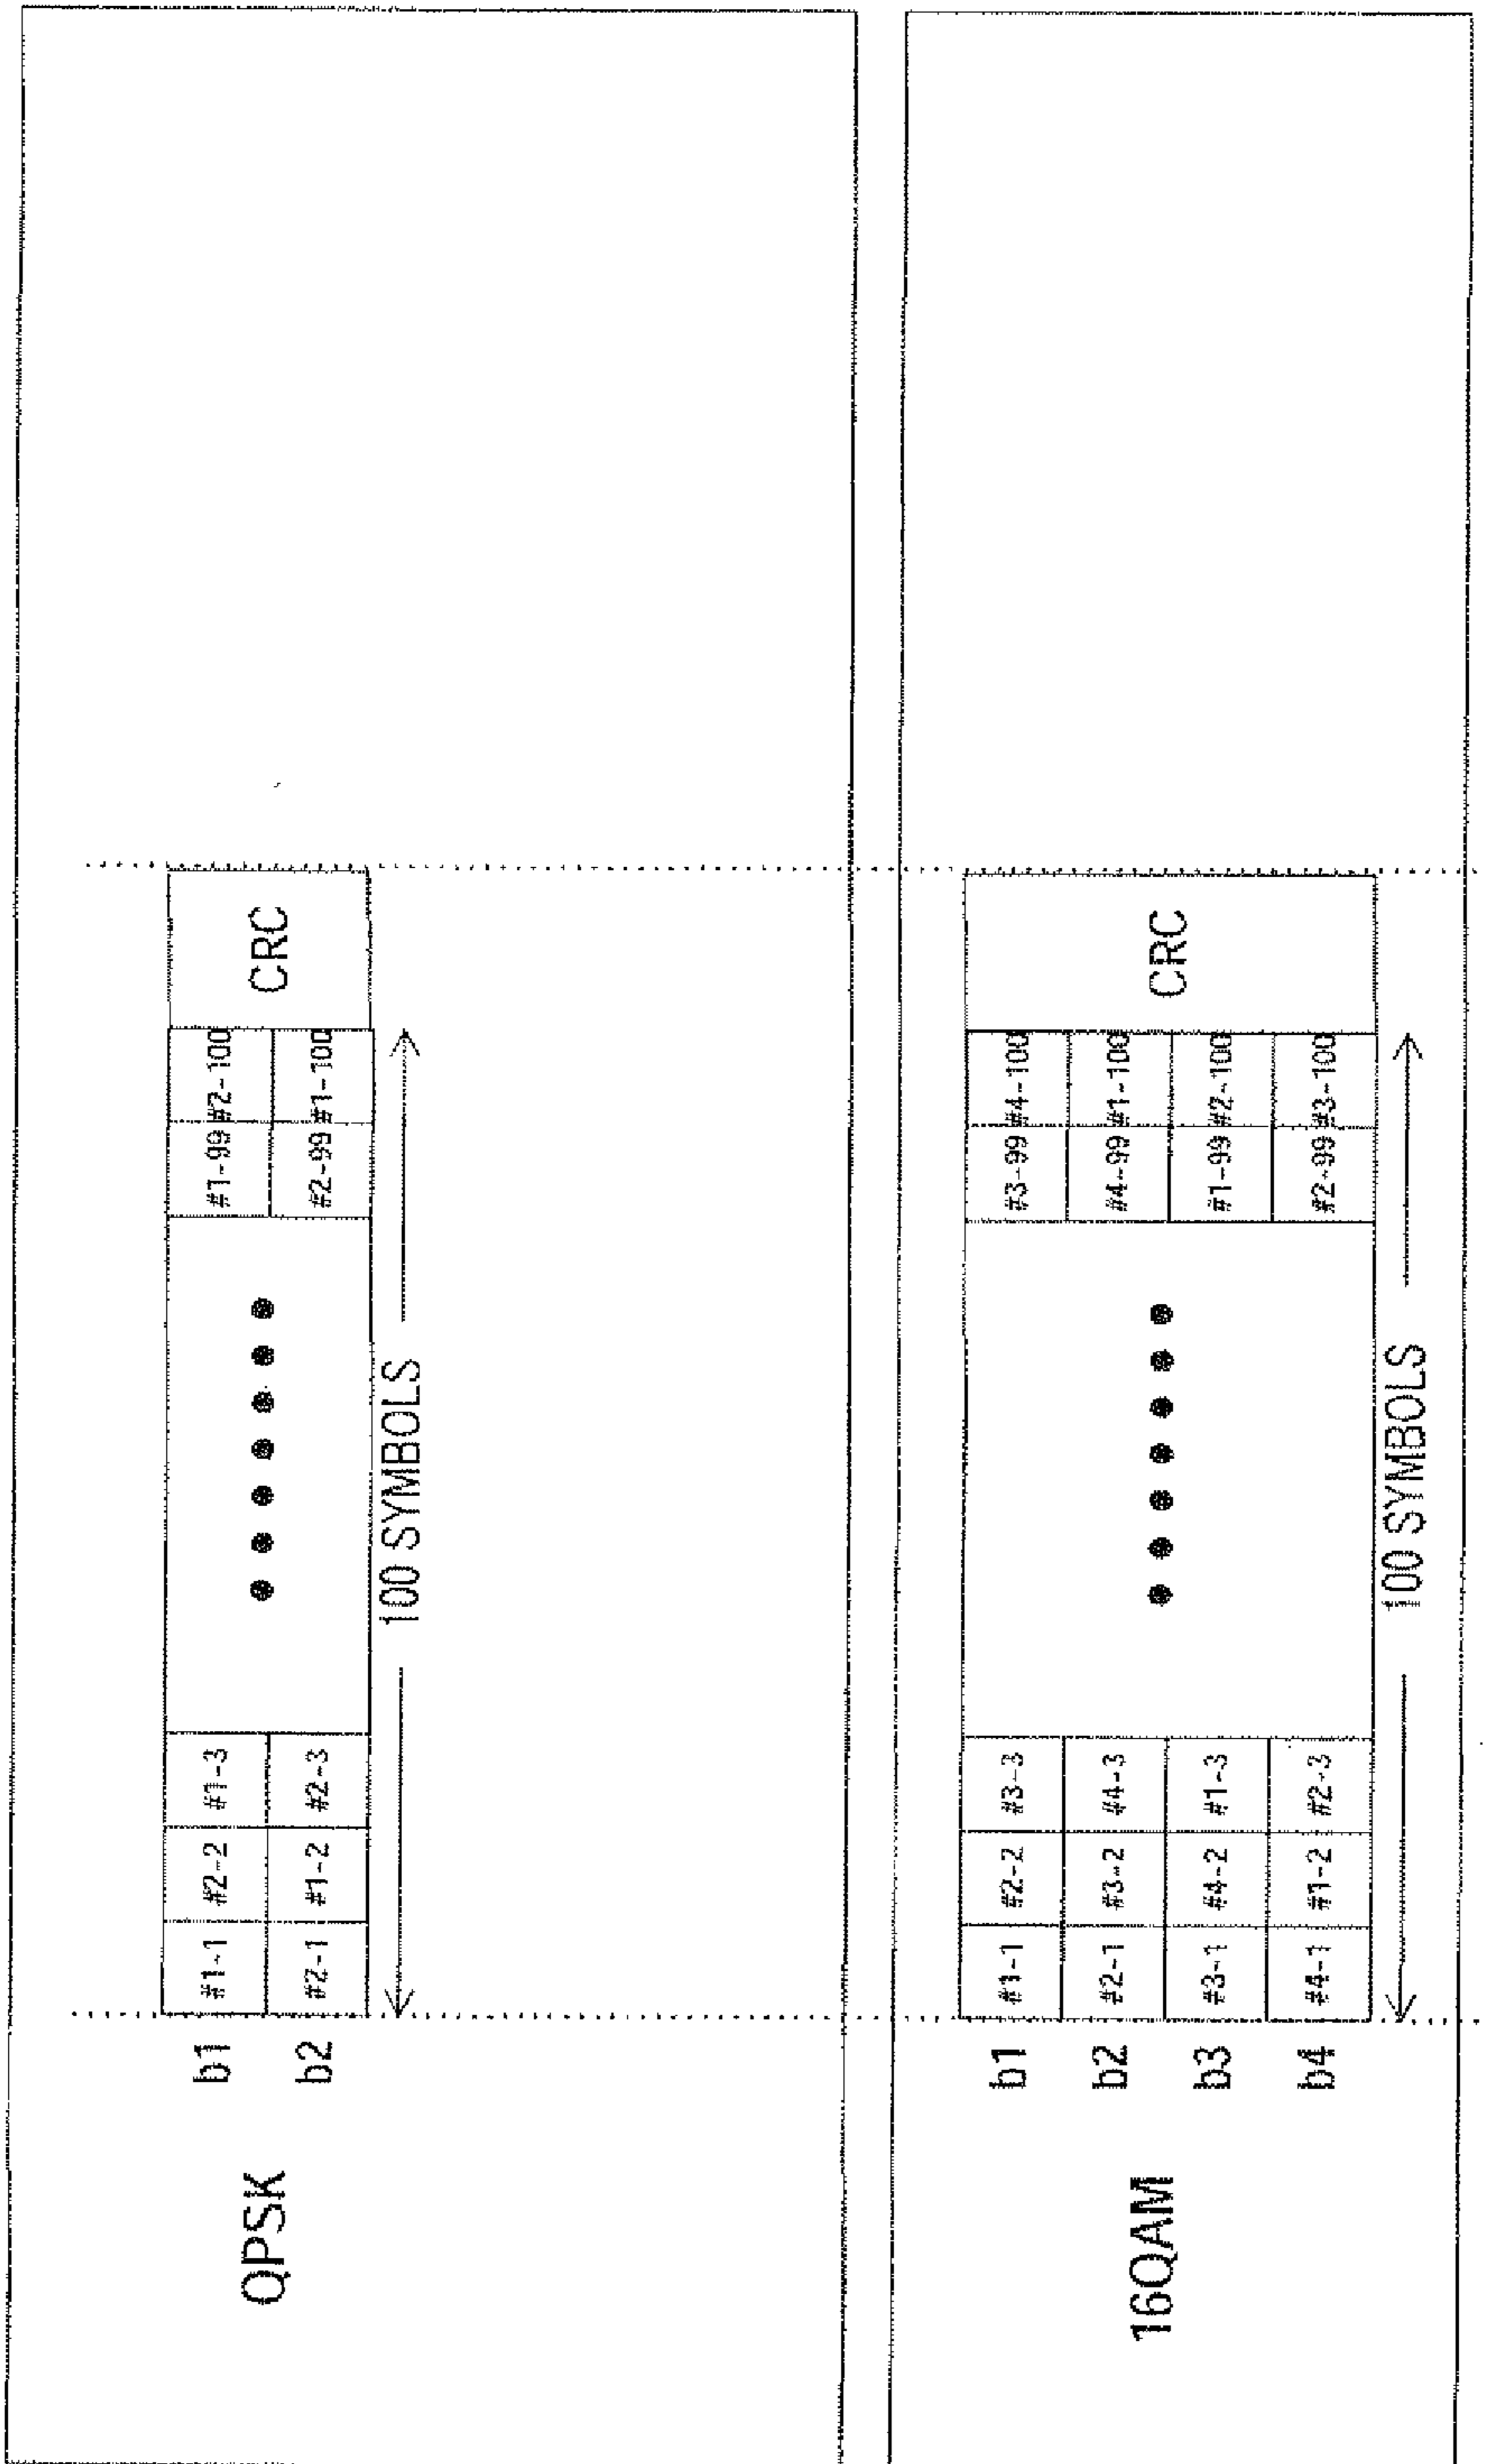 QPSK
b1 #1-1 #2-2 #1-3 #1-99 #2-100
b2 #2-1 #1-2 #2-3 #2-99 #1-100
CRC
100 SYMBOLS
16QAM
b1 #1-1 #2-2 #3-3 #3-99 #4-100
b2 #2-1 #3-2 #4-3 #4-99 #1-100
b3 #3-1 #4-2 #1-3 #1-99 #2-100
b4 #4-1 #1-2 #2-3 #2-99 #3-100
CRC
100 SYMBOLS